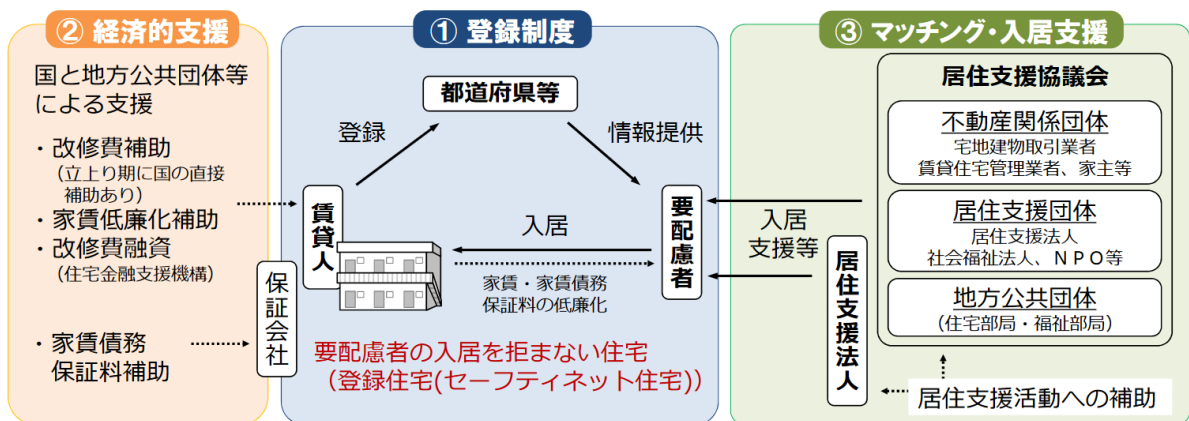 ② 経済的支援
国と地方公共団体等
による支援
・改修費補助
(立上り期に国の直接
補助あり)
・家賃低廉化補助
・改修費融資
(住宅金融支援機構)
・家賃債務
保証料補助
保証会社
① 登録制度
都道府県等
登録
情報提供
賃貸人
要配慮者
入居
家賃・家賃債務
保証料の低廉化
要配慮者の入居を拒まない住宅
(登録住宅(セーフティネット住宅))
③ マッチング・入居支援
居住支援協議会
不動産関係団体
宅地建物取引業者
賃貸住宅管理業者、家主等
居住支援団体
居住支援法人
社会福祉法人、NPO等
地方公共団体
(住宅部局・福祉部局)
入居
支援等
居住支援法人
居住支援活動への補助